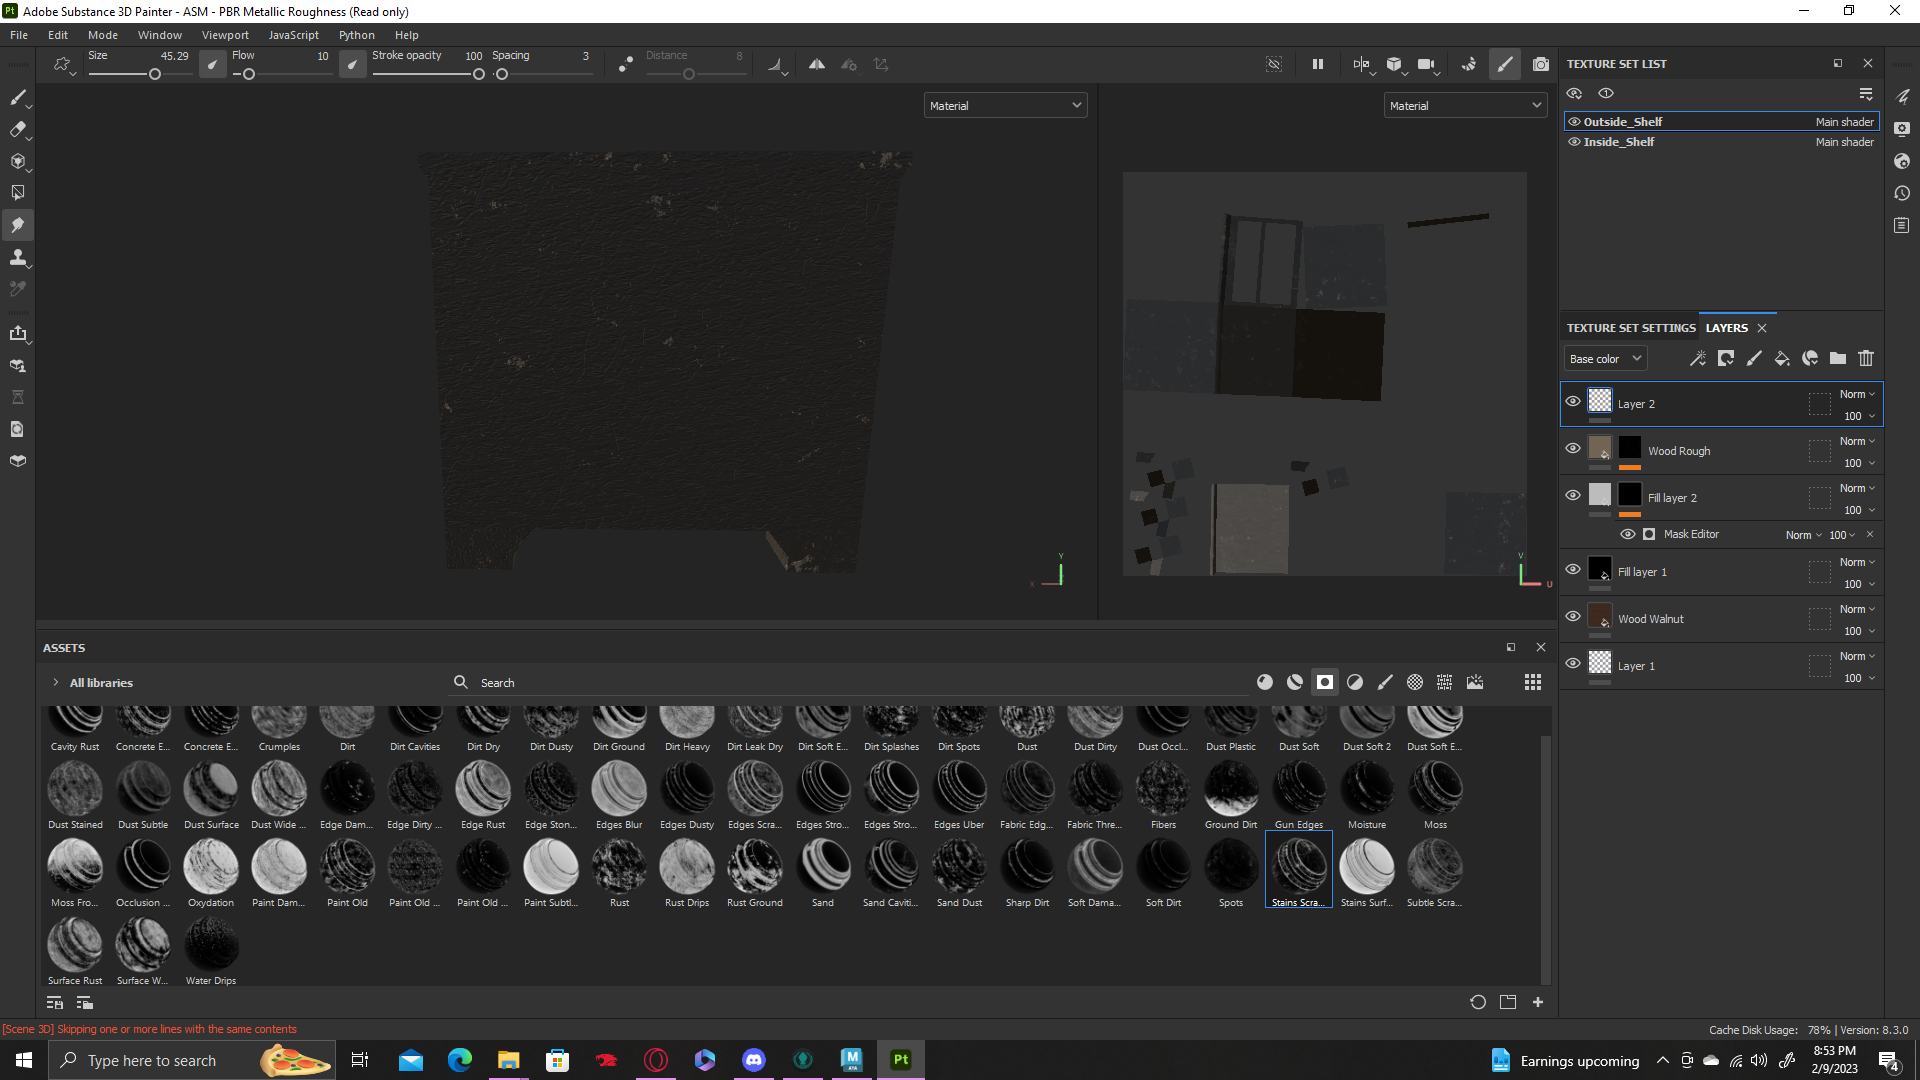 Adobe Substance 3D Painter - ASM - PBR Metallic Roughness (Read only)
File Edit Mode Window Viewport JavaScript Python Help
Size 45.29 Flow 10 Stroke opacity 100 Spacing 3 Distance 8
Material
Material
TEXTURE SET LIST
Outside_Shelf Main shader
Inside_Shelf Main shader
Y
X
V
U
TEXTURE SET SETTINGS LAYERS
Base color
Layer 2 Norm 100
Wood Rough Norm 100
Fill layer 2 Norm 100
Mask Editor Norm 100
Fill layer 1 Norm 100
Wood Walnut Norm 100
Layer 1 Norm 100
ASSETS
All libraries Search
Cavity Rust Concrete E... Concrete E... Crumples Dirt Dirt Cavities Dirt Dry Dirt Dusty Dirt Ground Dirt Heavy Dirt Leak Dry Dirt Soft E... Dirt Splashes Dirt Spots Dust Dust Dirty Dust Occl... Dust Plastic Dust Soft Dust Soft 2 Dust Soft E...
Dust Stained Dust Subtle Dust Surface Dust Wide ... Edge Dam... Edge Dirty ... Edge Rust Edge Ston... Edges Blur Edges Dusty Edges Scra... Edges Stro... Edges Stro... Edges Uber Fabric Edg... Fabric Thre... Fibers Ground Dirt Gun Edges Moisture Moss
Moss Fro... Occlusion ... Oxydation Paint Dam... Paint Old Paint Old ... Paint Old ... Paint Subtl... Rust Rust Drips Rust Ground Sand Sand Caviti... Sand Dust Sharp Dirt Soft Dama... Soft Dirt Spots Stains Scra... Stains Surf... Subtle Scra...
Surface Rust Surface W... Water Drips
[Scene 3D] Skipping one or more lines with the same contents
Cache Disk Usage: 78% | Version: 8.3.0
Type here to search
Earnings upcoming
8:53 PM
2/9/2023
4